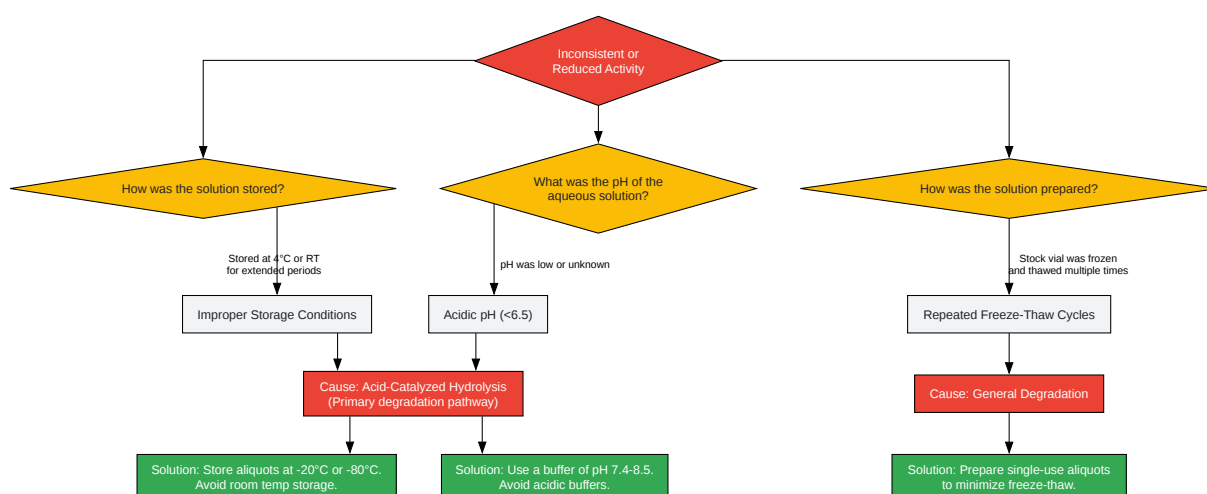 Inconsistent or
Reduced Activity
How was the solution stored?
What was the pH of the
aqueous solution?
How was the solution prepared?
Stored at 4°C or RT
for extended periods
pH was low or unknown
Stock vial was frozen
and thawed multiple times
Improper Storage Conditions
Acidic pH (<6.5)
Repeated Freeze-Thaw Cycles
Cause: Acid-Catalyzed Hydrolysis
(Primary degradation pathway)
Cause: General Degradation
Solution: Store aliquots at -20°C or -80°C.
Avoid room temp storage.
Solution: Use a buffer of pH 7.4-8.5.
Avoid acidic buffers.
Solution: Prepare single-use aliquots
to minimize freeze-thaw.